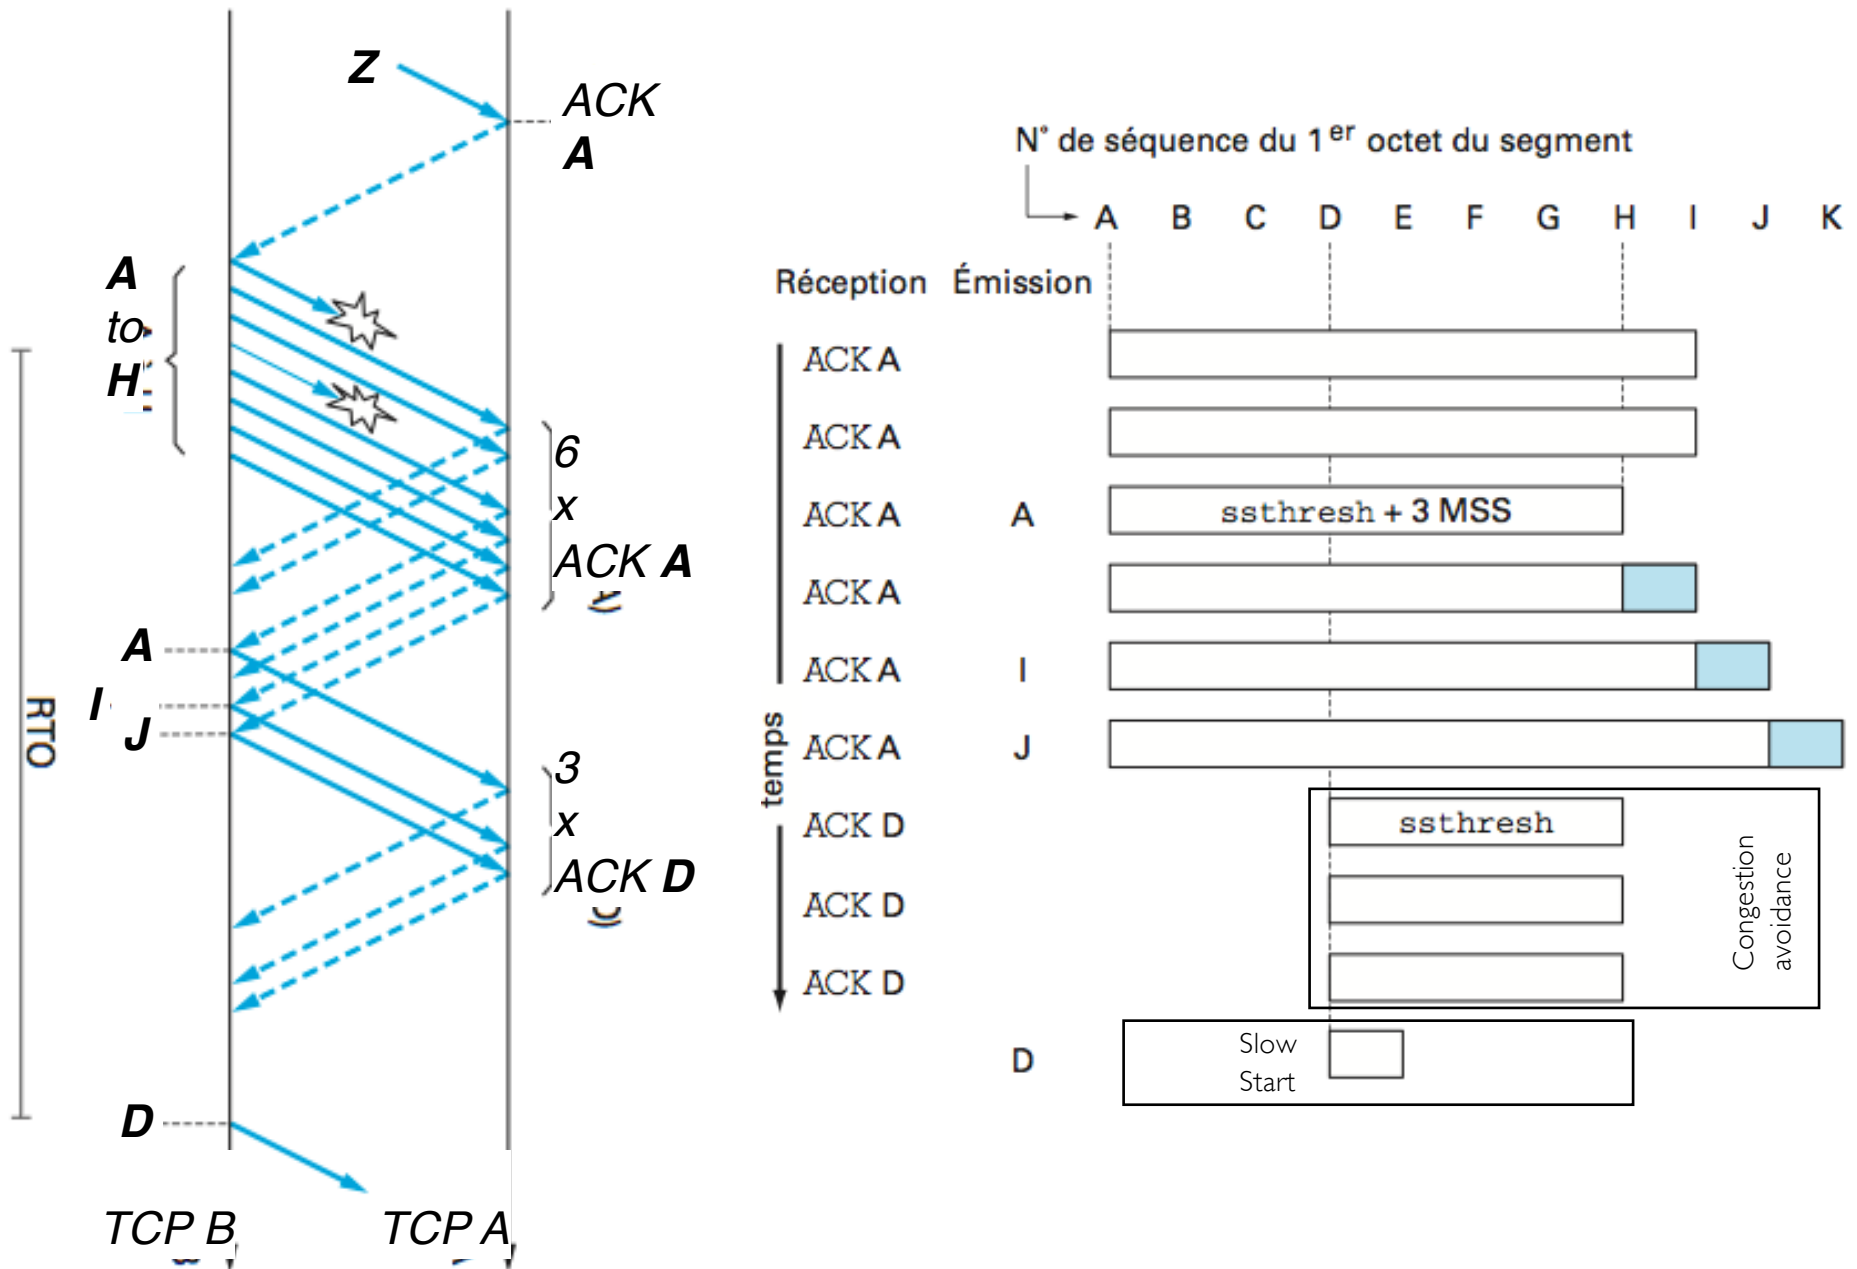 Z
ACK
A
A
to
H
6
x
ACK A
A
I
J
RTO
3
x
ACK D
D
TCP B
TCP A
N° de séquence du 1er octet du segment
A B C D E F G H I J K
Réception Émission
ACK A
ACK A
ACK A A ssthresh + 3 MSS
ACK A
ACK A I
ACK A J
temps
ACK D ssthresh
ACK D
ACK D
Congestion
avoidance
D
Slow
Start